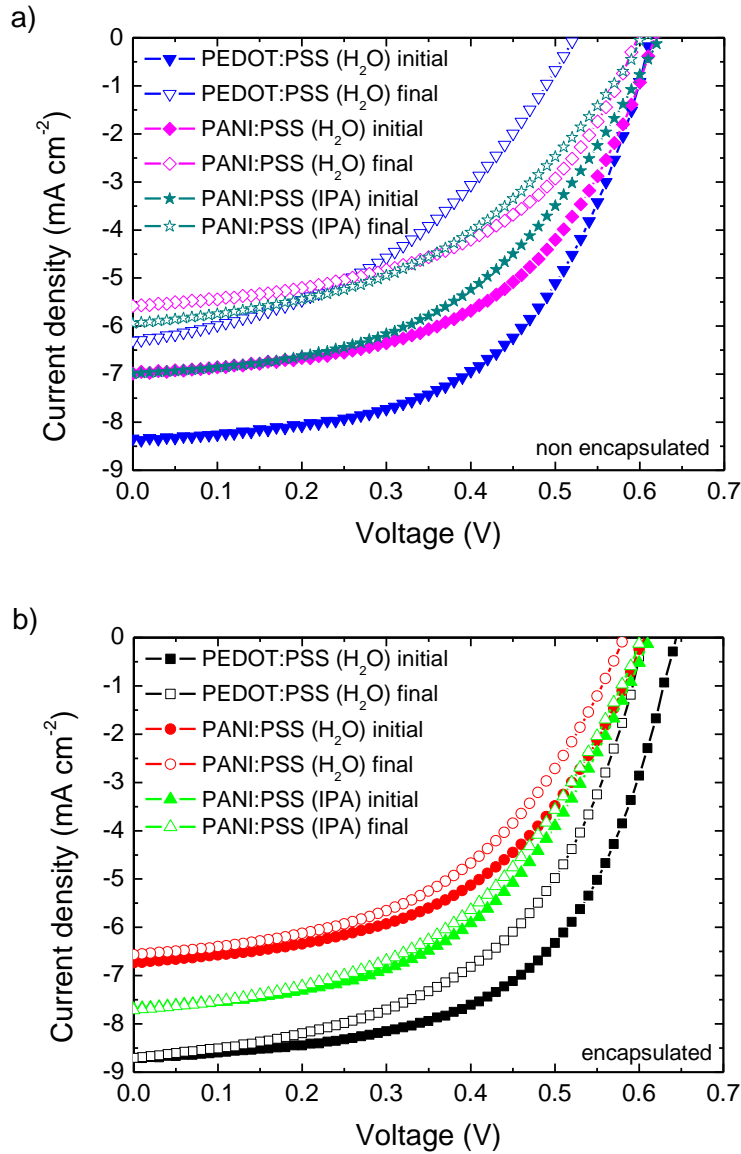 a)
0
-1
-2
-3
-4
-5
-6
-7
-8
-9
Current density (mA cm⁻²)
PEDOT:PSS (H₂O) initial
PEDOT:PSS (H₂O) final
PANI:PSS (H₂O) initial
PANI:PSS (H₂O) final
PANI:PSS (IPA) initial
PANI:PSS (IPA) final
non encapsulated
0.0 0.1 0.2 0.3 0.4 0.5 0.6 0.7
Voltage (V)
b)
0
-1
-2
-3
-4
-5
-6
-7
-8
-9
Current density (mA cm⁻²)
PEDOT:PSS (H₂O) initial
PEDOT:PSS (H₂O) final
PANI:PSS (H₂O) initial
PANI:PSS (H₂O) final
PANI:PSS (IPA) initial
PANI:PSS (IPA) final
encapsulated
0.0 0.1 0.2 0.3 0.4 0.5 0.6 0.7
Voltage (V)